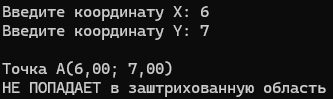 Введите координату X: 6
Введите координату Y: 7
Точка A(6,00; 7,00)
НЕ ПОПАДАЕТ в заштрихованную область